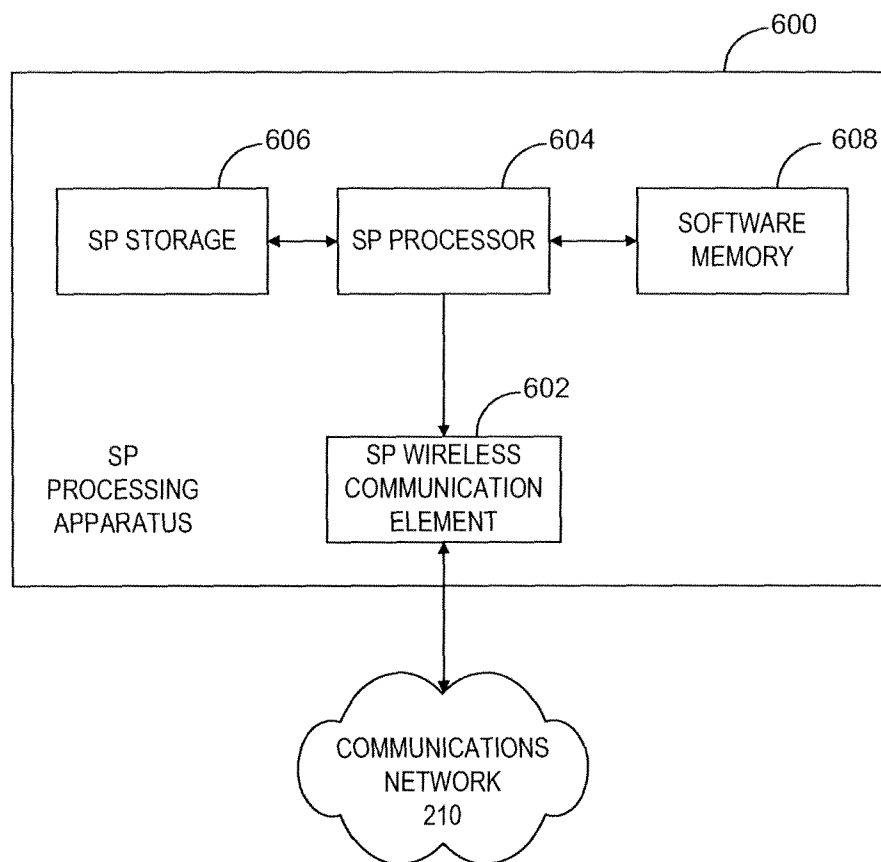 600
606
604
608
SP STORAGE
SP PROCESSOR
SOFTWARE
MEMORY
602
SP WIRELESS
COMMUNICATION
ELEMENT
SP
PROCESSING
APPARATUS
COMMUNICATIONS
NETWORK
210